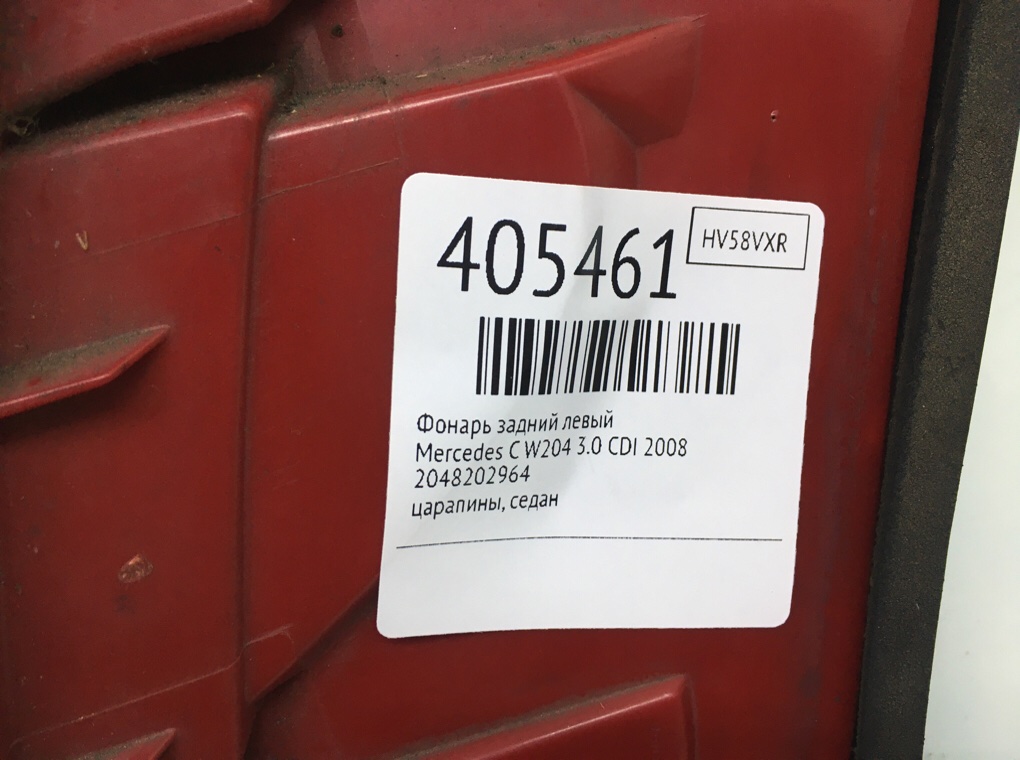 405461
HV58VXR
Фонарь задний левый
Mercedes C W204 3.0 CDI 2008
2048202964
царапины, седан